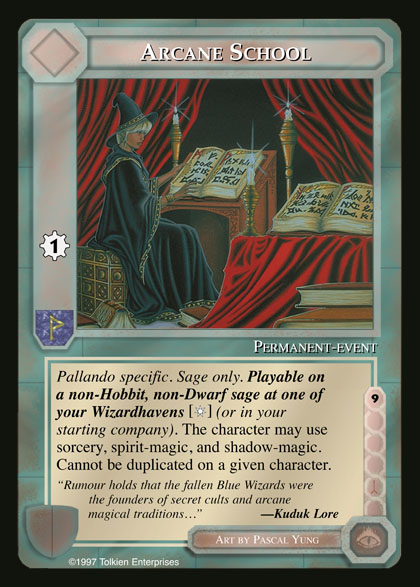 ARCANE SCHOOL
1
PERMANENT-EVENT
Pallando specific. Sage only. Playable on
a non-Hobbit, non-Dwarf sage at one of
your Wizardhavens [☼] (or in your
starting company). The character may use
sorcery, spirit-magic, and shadow-magic.
Cannot be duplicated on a given character.
9
“Rumour holds that the fallen Blue Wizards were
the founders of secret cults and arcane
magical traditions…” —Kuduk Lore
ART BY PASCAL YUNG
©1997 Tolkien Enterprises